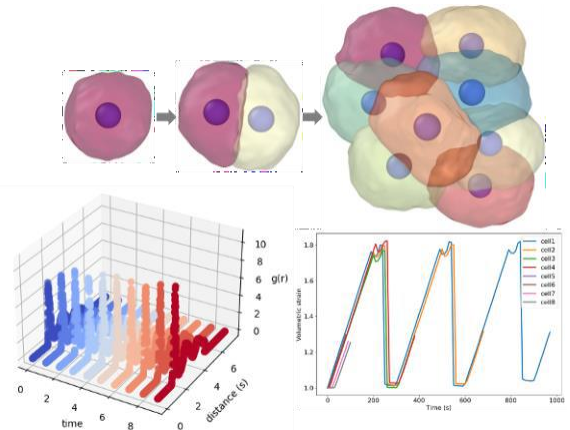 10
8
6
4
2
0
g(r)
0
2
4
6
8
time
0
2
4
6
distance (s)
1.8
1.6
1.4
1.2
1.0
Volumetric strain
0
200
400
600
800
1000
Time (s)
cell1
cell2
cell3
cell4
cell5
cell6
cell7
cell8